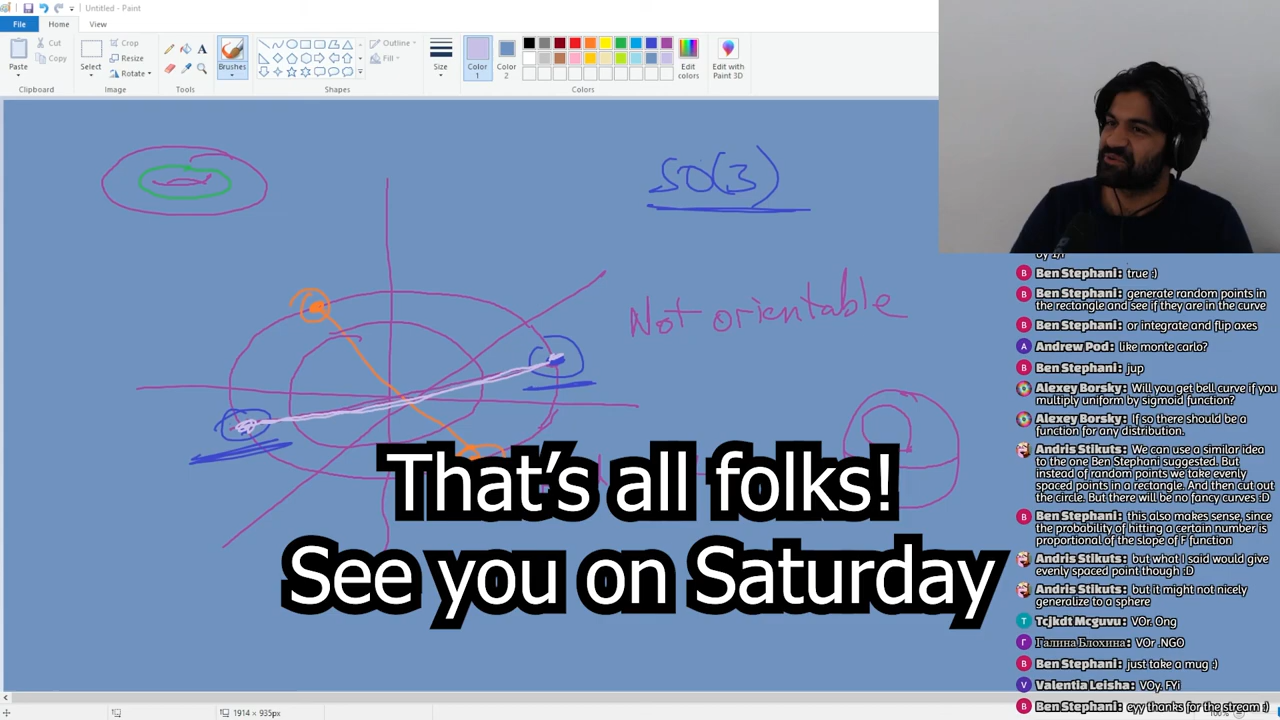 Untitled - Paint
File
Home
View
Paste
Cut
Copy
Clipboard
Select
Crop
Resize
Rotate
Image
Tools
Brushes
Shapes
Outline
Fill
Size
Color 1
Color 2
Colors
Edit colors
Edit with Paint 3D
SO(3)
Not orientable
That's all folks!
See you on Saturday
Ben Stephani: true :)
Ben Stephani: generate random points in
the rectangle and see if they are in the curve
Ben Stephani: or integrate and flip axes
Andrew Pod: like monte carlo?
Ben Stephani: jup
Alexey Borsky: Will you get bell curve if you
multiply uniform by sigmoid function?
Alexey Borsky: If so there should be a
function for any distribution.
Andris Stikuts: We can use a similar idea
to the one Ben Stephani suggested. But
instead of random points we take evenly
spaced points in a rectangle. And then cut out
the circle. But there will be no fancy curves :D
Ben Stephani: this also makes sense, since
the probability of hitting a certain number is
proportional of the slope of F function
Andris Stikuts: but what I said would give
evenly spaced point though :D
Andris Stikuts: but it might not nicely
generalize to a sphere
Tcjkdt Mcguvu: VOr. Ong
Галина Блохина: VOr .NGO
Ben Stephani: just take a mug :)
Valentia Leisha: VOy. FYi
Ben Stephani: eyy thanks for the stream :)
1914 × 935px
100%